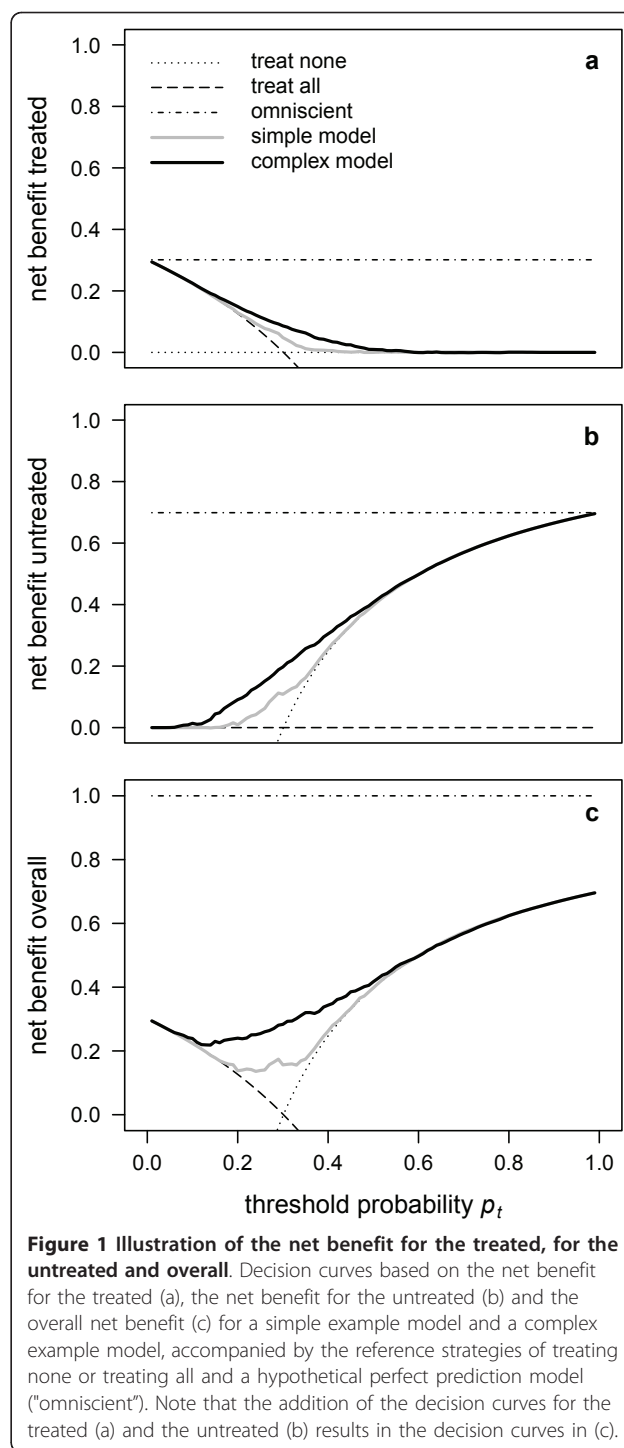 a
treat none
treat all
omniscient
simple model
complex model
net benefit treated
1.0
0.8
0.6
0.4
0.2
0.0
b
net benefit untreated
1.0
0.8
0.6
0.4
0.2
0.0
c
net benefit overall
1.0
0.8
0.6
0.4
0.2
0.0
0.0 0.2 0.4 0.6 0.8 1.0
threshold probability pt
Figure 1 Illustration of the net benefit for the treated, for the
untreated and overall. Decision curves based on the net benefit
for the treated (a), the net benefit for the untreated (b) and the
overall net benefit (c) for a simple example model and a complex
example model, accompanied by the reference strategies of treating
none or treating all and a hypothetical perfect prediction model
("omniscient"). Note that the addition of the decision curves for the
treated (a) and the untreated (b) results in the decision curves in (c).